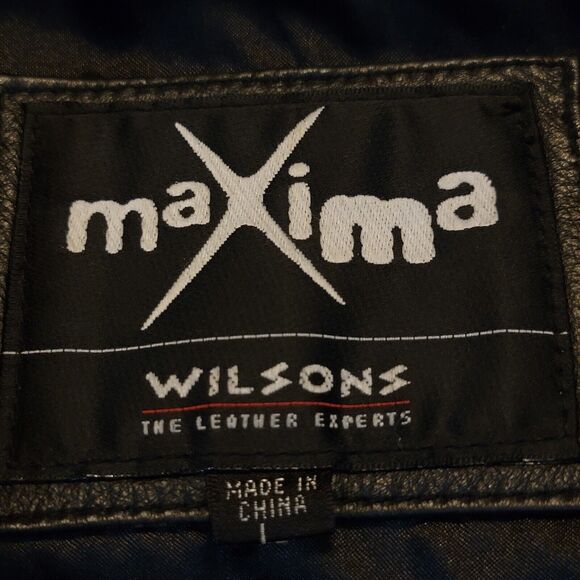 maXima
WILSONS
THE LEATHER EXPERTS
MADE IN
CHINA
L